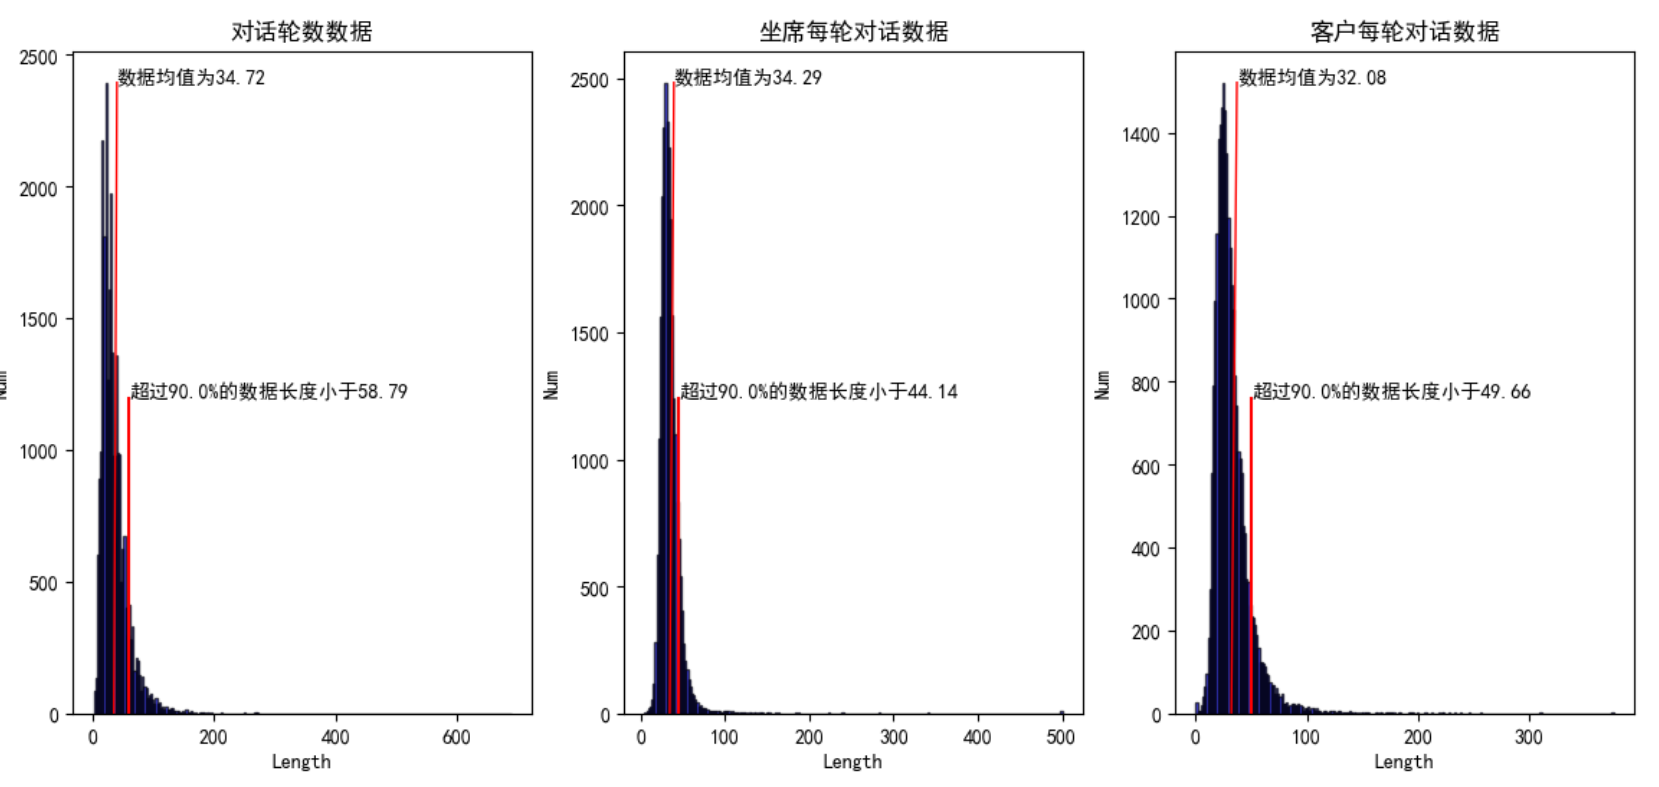 对话轮数数据
2500
2000
1500
1000
500
0
数据均值为34.72
超过90.0%的数据长度小于58.79
0 200 400 600
Length
Num
坐席每轮对话数据
2500
2000
1500
1000
500
0
数据均值为34.29
超过90.0%的数据长度小于44.14
0 100 200 300 400 500
Length
Num
客户每轮对话数据
1400
1200
1000
800
600
400
200
0
数据均值为32.08
超过90.0%的数据长度小于49.66
0 100 200 300
Length
Num